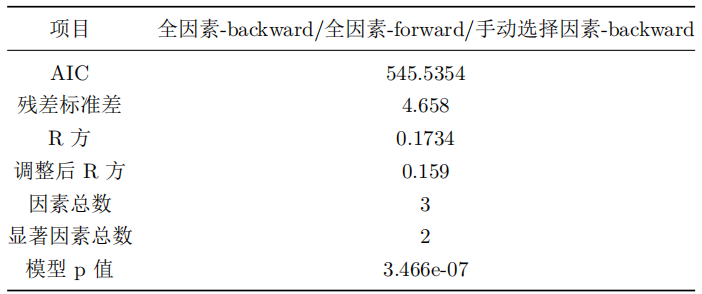 项目 全因素-backward/全因素-forward/手动选择因素-backward
AIC 545.5354
残差标准差 4.658
R 方 0.1734
调整后 R 方 0.159
因素总数 3
显著因素总数 2
模型 p 值 3.466e-07